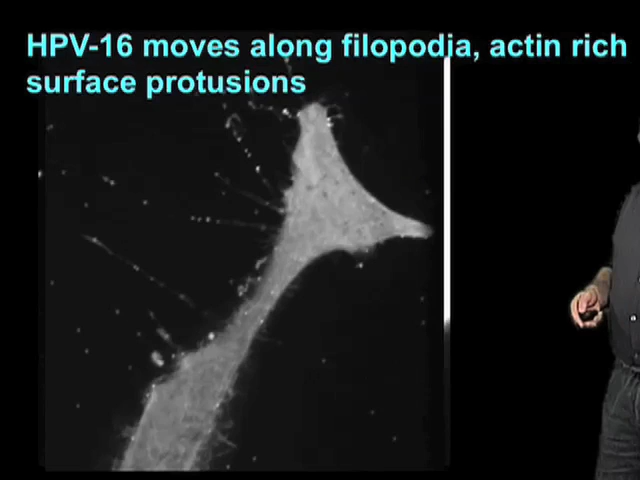 HPV-16 moves along filopodia, actin rich
surface protusions